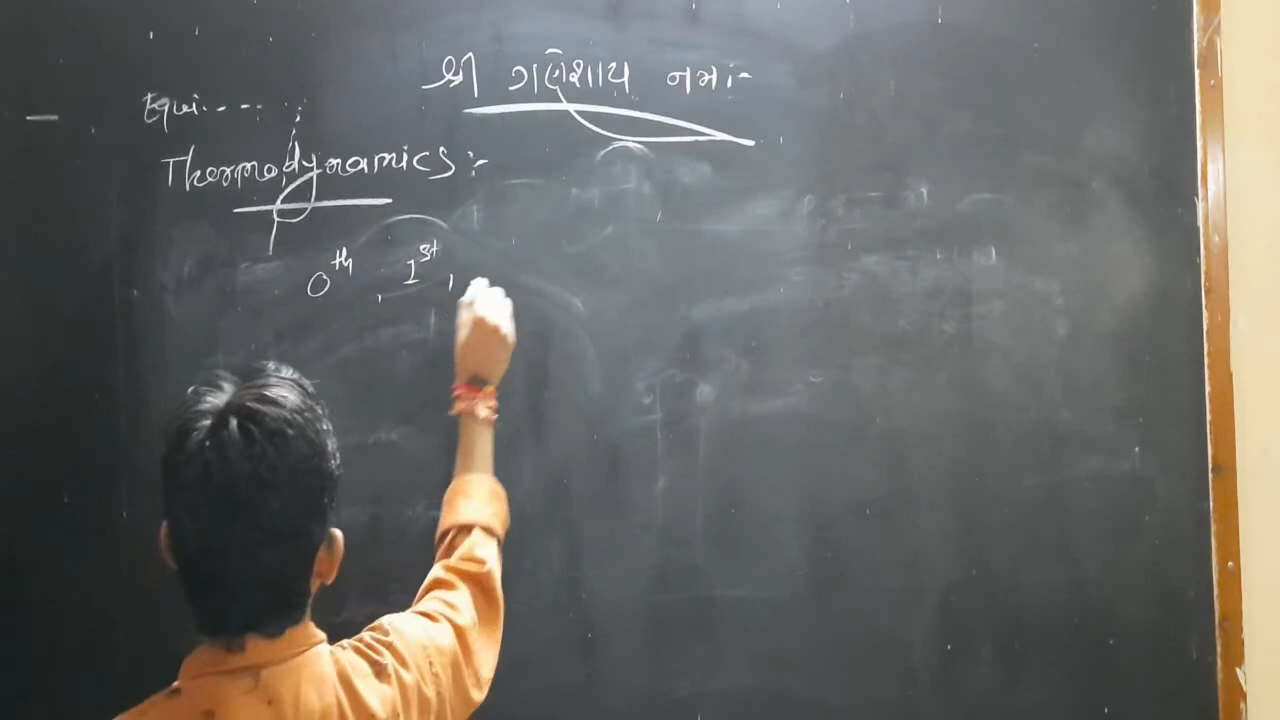 શ્રી ગણેશાય નમઃ-
Thermodynamics :-
0th , 1st ,